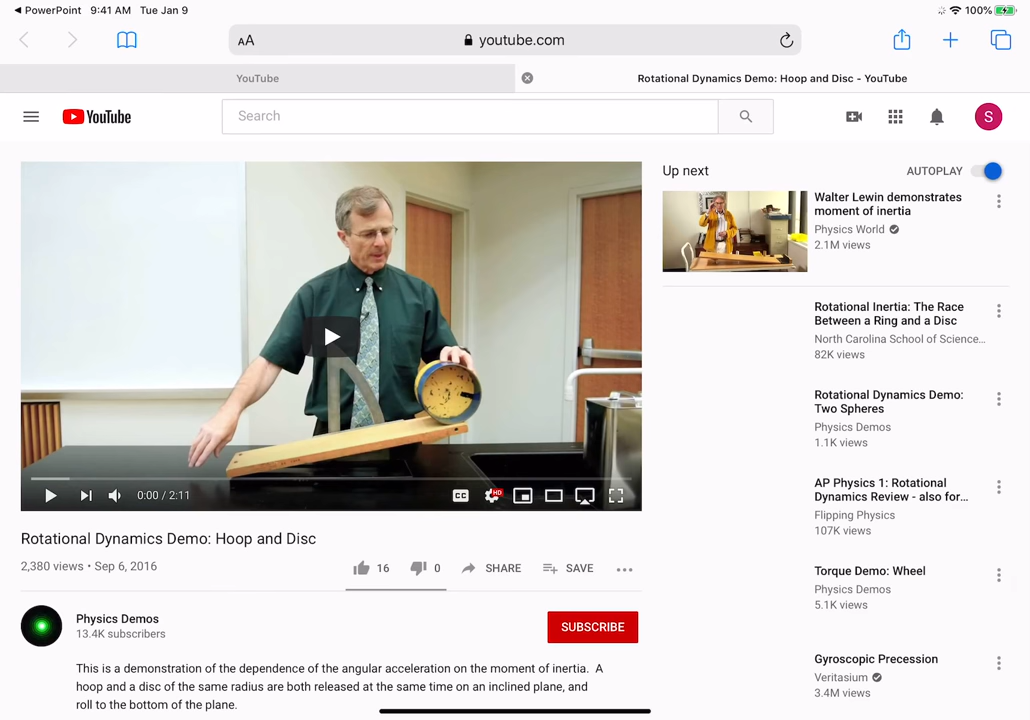 PowerPoint 9:41 AM Tue Jan 9
100%
AA
youtube.com
YouTube
Rotational Dynamics Demo: Hoop and Disc - YouTube
YouTube
Search
S
Up next
AUTOPLAY
Walter Lewin demonstrates
moment of inertia
Physics World
2.1M views
Rotational Inertia: The Race
Between a Ring and a Disc
North Carolina School of Science...
82K views
Rotational Dynamics Demo:
Two Spheres
Physics Demos
1.1K views
AP Physics 1: Rotational
Dynamics Review - also for...
Flipping Physics
107K views
Torque Demo: Wheel
Physics Demos
5.1K views
Gyroscopic Precession
Veritasium
3.4M views
0:00 / 2:11
CC
HD
Rotational Dynamics Demo: Hoop and Disc
2,380 views • Sep 6, 2016
16
0
SHARE
SAVE
Physics Demos
13.4K subscribers
SUBSCRIBE
This is a demonstration of the dependence of the angular acceleration on the moment of inertia. A
hoop and a disc of the same radius are both released at the same time on an inclined plane, and
roll to the bottom of the plane.